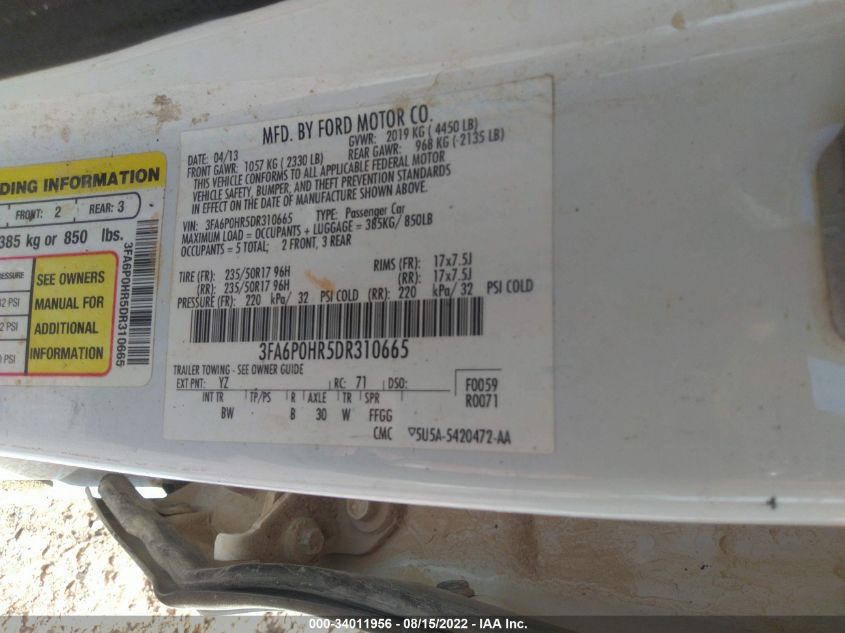 MFD. BY FORD MOTOR CO.
DATE: 04/13 GVWR: 2019 KG ( 4450 LB)
FRONT GAWR: 1057 KG ( 2330 LB) REAR GAWR: 968 KG ( 2135 LB)
THIS VEHICLE CONFORMS TO ALL APPLICABLE FEDERAL MOTOR
VEHICLE SAFETY, BUMPER, AND THEFT PREVENTION STANDARDS
IN EFFECT ON THE DATE OF MANUFACTURE SHOWN ABOVE.
VIN: 3FA6P0HR5DR310665 TYPE: Passenger Car
MAXIMUM LOAD = OCCUPANTS + LUGGAGE = 385KG/ 850LB
OCCUPANTS = 5 TOTAL; 2 FRONT, 3 REAR
TIRE (FR): 235/50R17 96H RIMS (FR): 17x7.5J
(RR): 235/50R17 96H (RR): 17x7.5J
PRESSURE (FR): 220 kPa/ 32 PSI COLD (RR): 220 kPa/ 32 PSI COLD
3FA6P0HR5DR310665
TRAILER TOWING - SEE OWNER GUIDE
EXT PNT: YZ RC: 71 DSO: F0059
INT TR TP/PS R AXLE TR SPR R0071
BW B 30 W FFGG
CMC ▽5U5A-5420472-AA
DING INFORMATION
FRONT: 2 REAR: 3
385 kg or 850 lbs.
SEE OWNERS
MANUAL FOR
ADDITIONAL
INFORMATION
PRESSURE
32 PSI
2 PSI
0 PSI
3FA6P0HR5DR310665
000-34011956 - 08/15/2022 - IAA Inc.